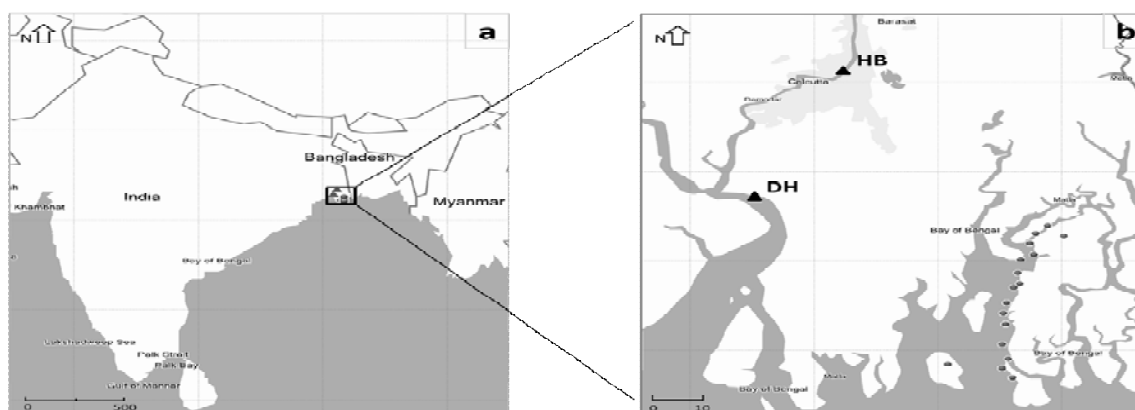 N
a
Bangladesh
India
Khambhat
Myanmar
Bay of Bengal
Lakshadweep Sea
Palk Strait
Palk Bay
Gulf of Mannar
0 500
N
b
Barasat
HB
Calcutta
DH
Matla
Bay of Bengal
Bay of Bengal
Bay of Bengal
0 10